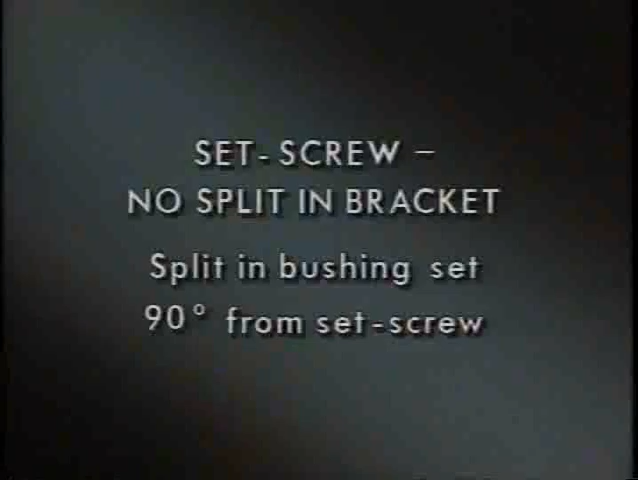 SET-SCREW –
NO SPLIT IN BRACKET
Split in bushing set
90° from set-screw